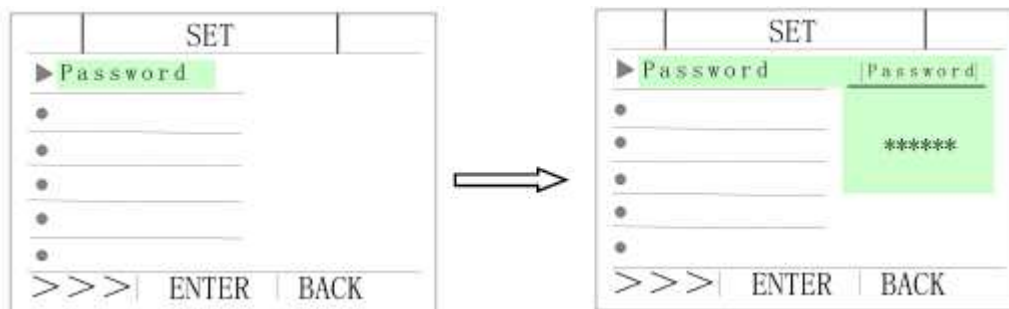 SET
Password
>>> ENTER BACK
SET
Password |Password|
******
>>> ENTER BACK